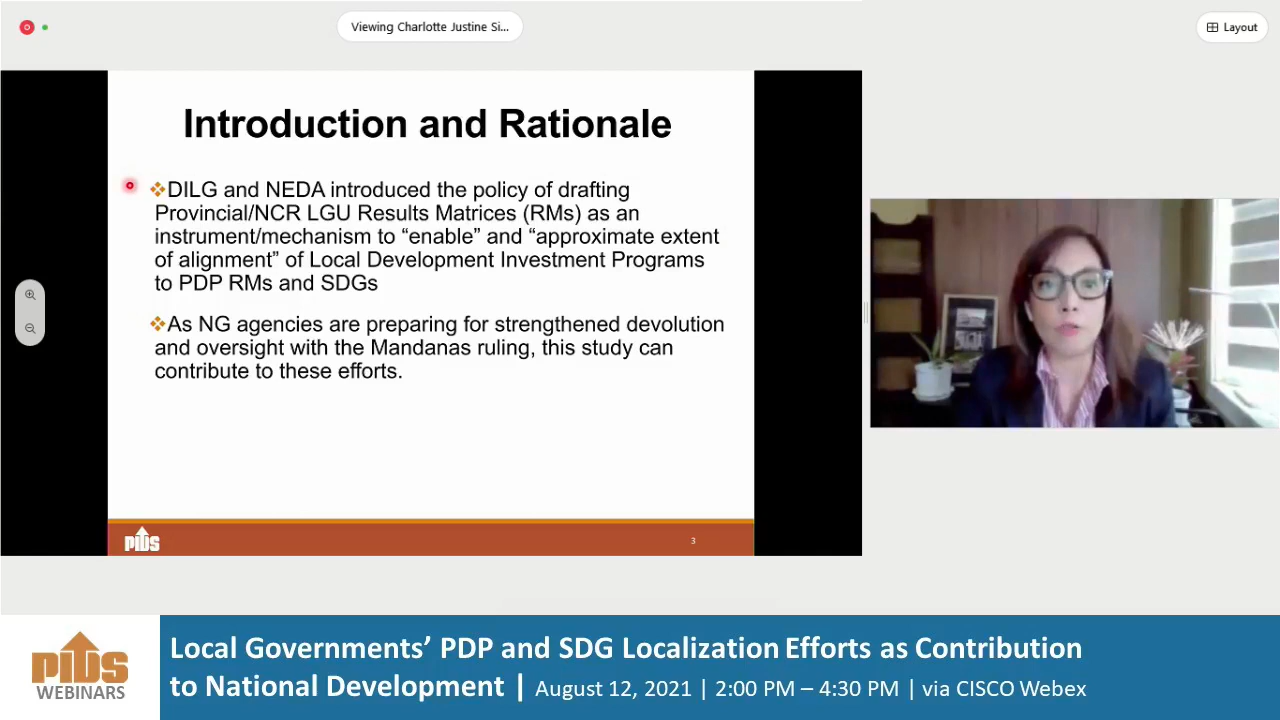 Viewing Charlotte Justine Si...
Layout
Introduction and Rationale
❖DILG and NEDA introduced the policy of drafting
Provincial/NCR LGU Results Matrices (RMs) as an
instrument/mechanism to “enable” and “approximate extent
of alignment” of Local Development Investment Programs
to PDP RMs and SDGs
❖As NG agencies are preparing for strengthened devolution
and oversight with the Mandanas ruling, this study can
contribute to these efforts.
PIDS
3
PIDS
WEBINARS
Local Governments’ PDP and SDG Localization Efforts as Contribution
to National Development | August 12, 2021 | 2:00 PM – 4:30 PM | via CISCO Webex